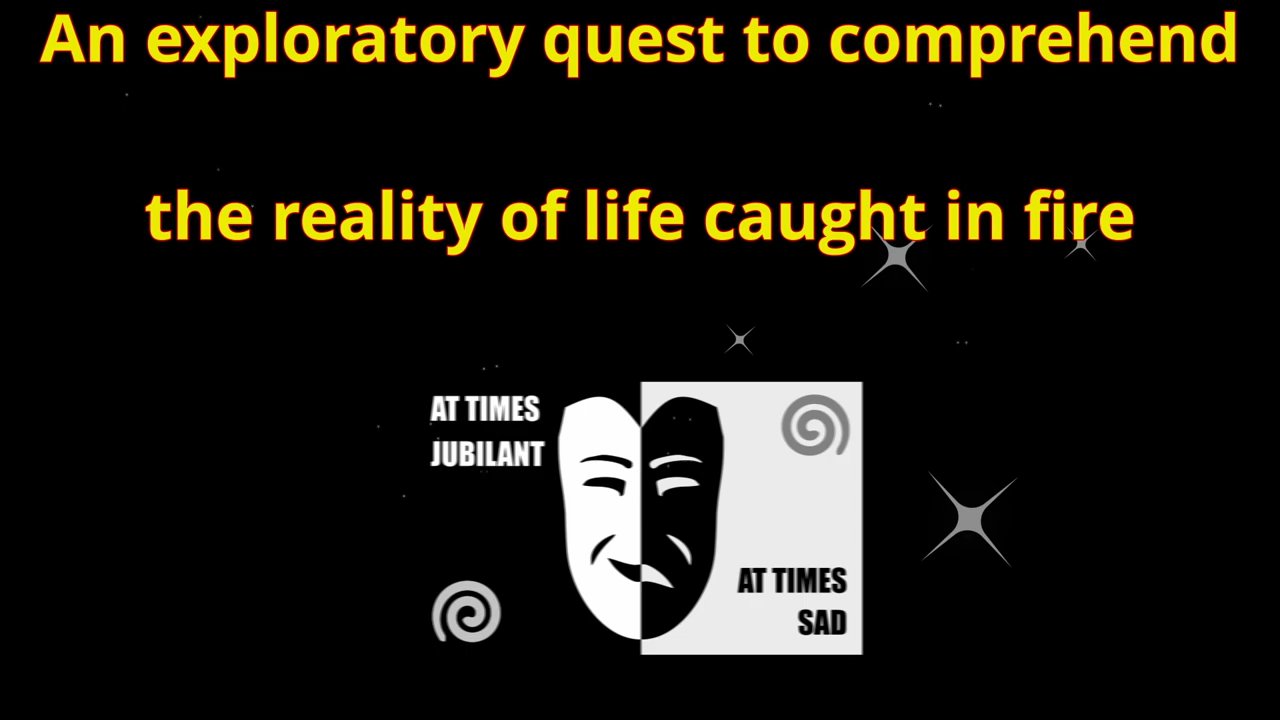 An exploratory quest to comprehend
the reality of life caught in fire
AT TIMES
JUBILANT
AT TIMES
SAD